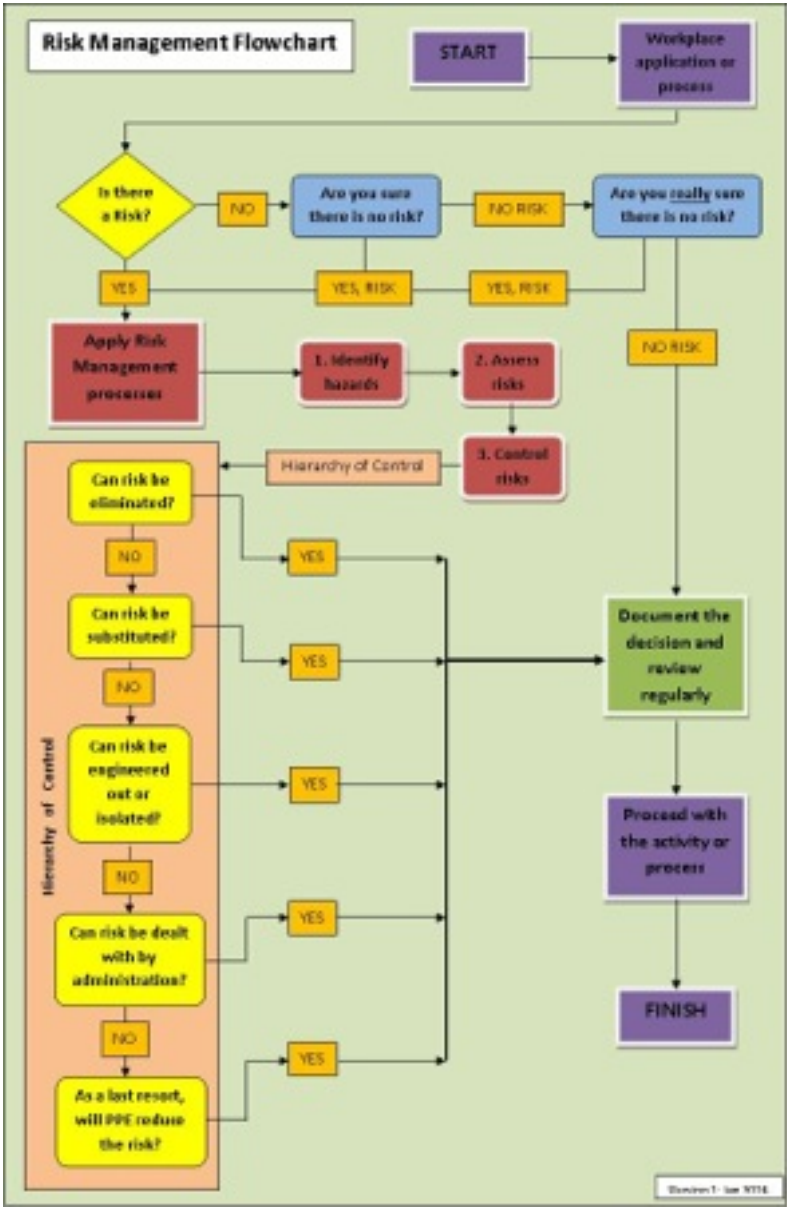 Risk Management Flowchart
START
Workplace
application or
process
Is there
a Risk?
NO
Are you sure
there is no risk?
NO RISK
Are you really sure
there is no risk?
YES
YES, RISK
YES, RISK
NO RISK
Apply Risk
Management
processes
1. Identify
hazards
2. Assess
risks
3. Control
risks
Hierarchy of Control
Hierarchy of Control
Can risk be
eliminated?
YES
NO
Can risk be
substituted?
YES
NO
Can risk be
engineered
out or
isolated?
YES
NO
Can risk be dealt
with by
administration?
YES
NO
As a last resort,
will PPE reduce
the risk?
YES
Document the
decision and
review
regularly
Proceed with
the activity or
process
FINISH